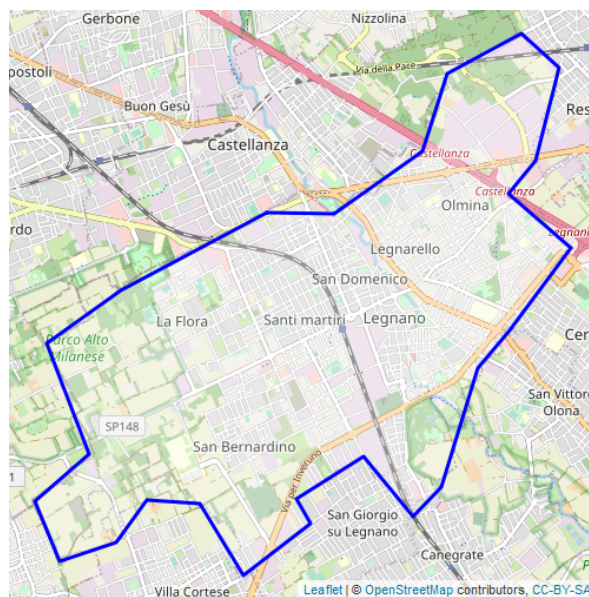 Gerbone
Nizzolina
Via della Pace
postoli
Buon Gesù
Res
Castellanza
Castellanza
Castellanza
Olmina
rdo
Legnarello
Legnano
San Domenico
La Flora
Santi martiri
Legnano
Parco Alto
Milanese
Cer
San Vittore
Olona
SP148
San Bernardino
1
Via per Inveruno
San Giorgio
su Legnano
Canegrate
Villa Cortese
Leaflet | © OpenStreetMap contributors, CC-BY-SA